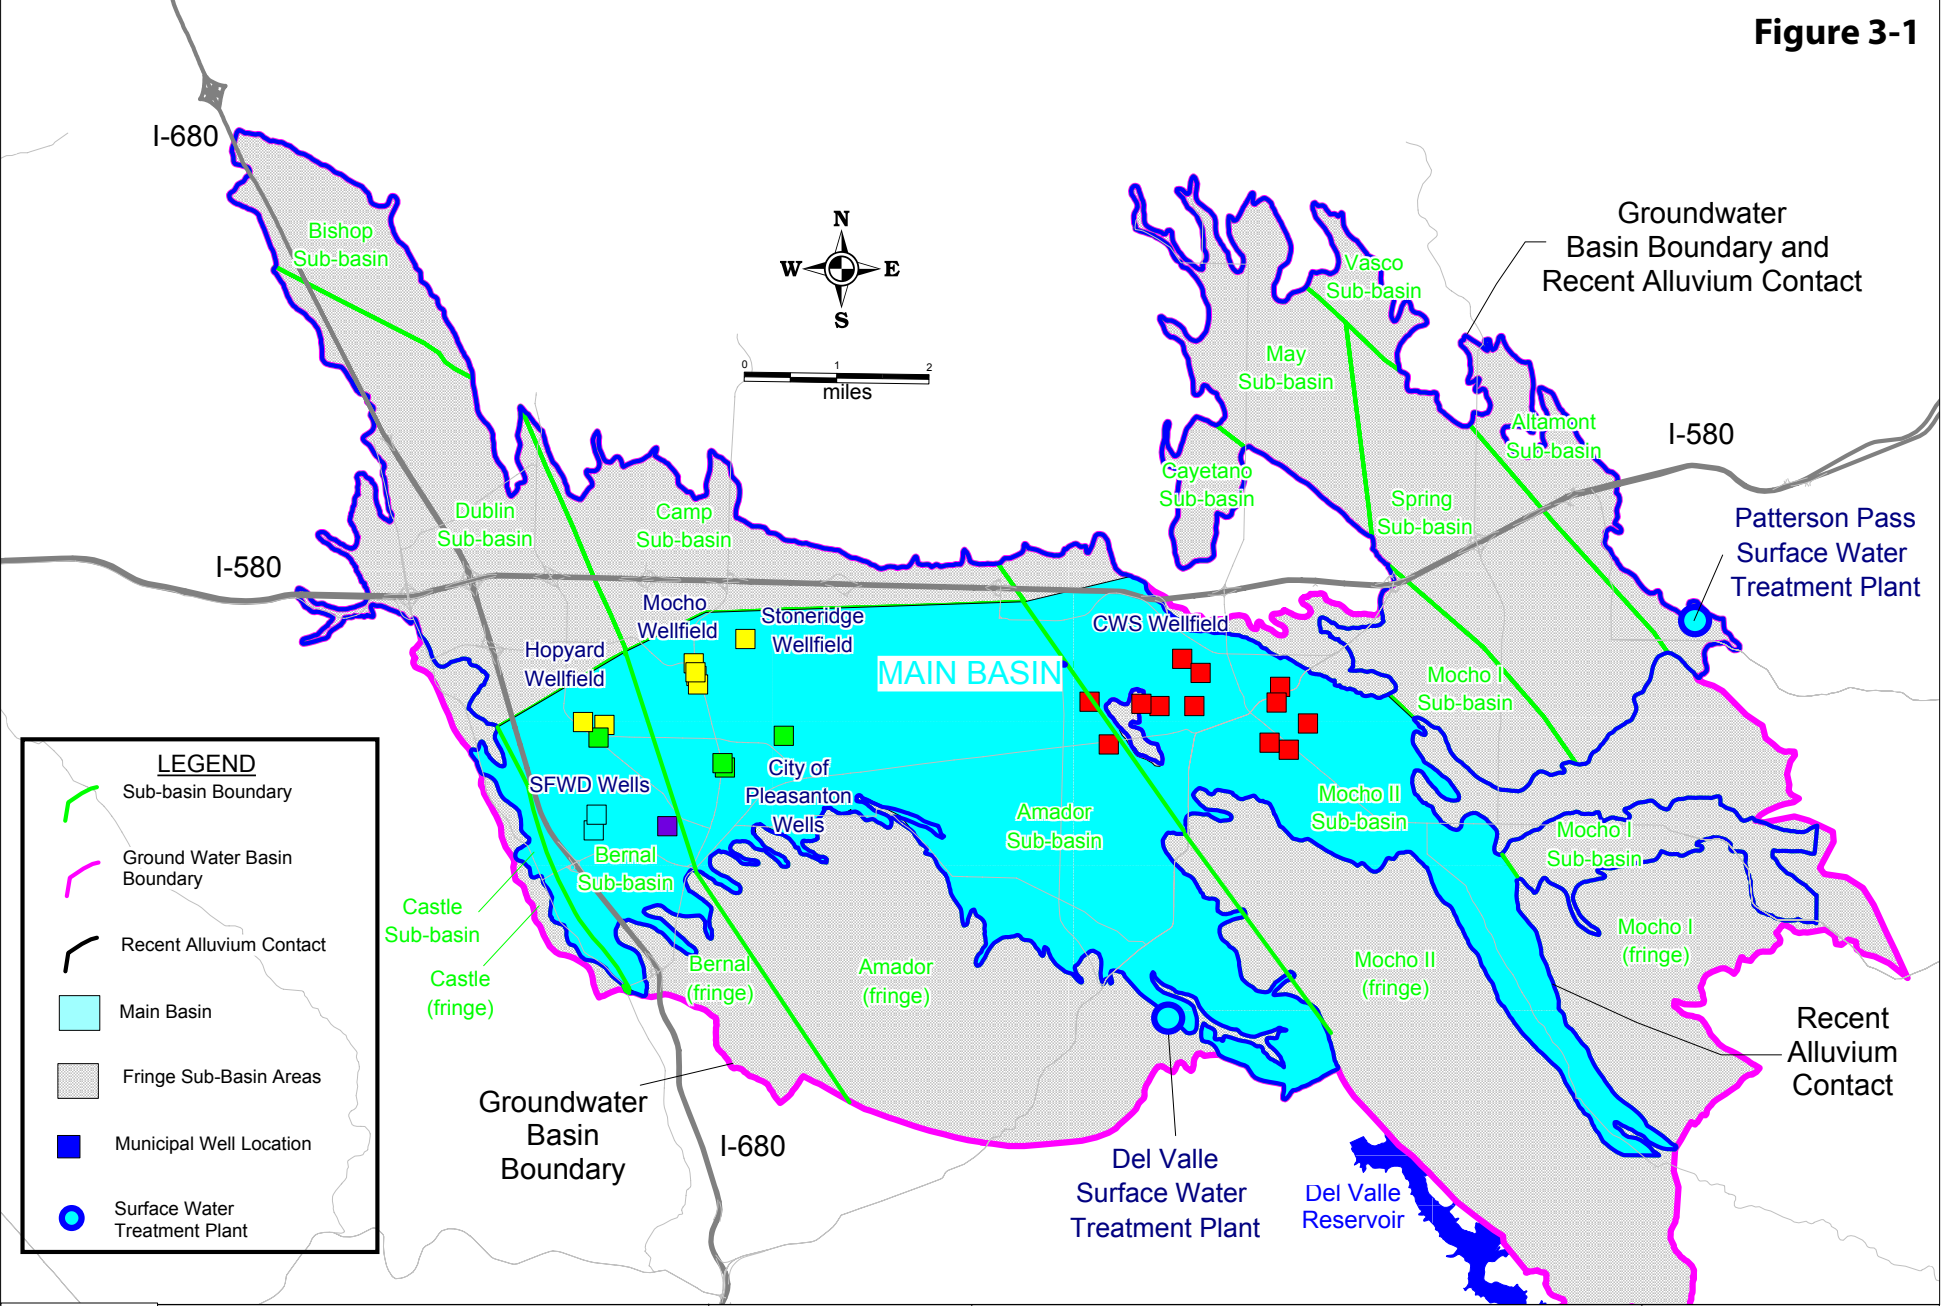 Figure 3-1
I-680
Bishop
Sub-basin
N
W
E
S
0
1
2
miles
Groundwater
Basin Boundary and
Recent Alluvium Contact
Vasco
Sub-basin
May
Sub-basin
Altamont
Sub-basin
I-580
Cayetano
Sub-basin
Spring
Sub-basin
Dublin
Sub-basin
Camp
Sub-basin
Patterson Pass
Surface Water
Treatment Plant
I-580
Mocho
Wellfield
Stoneridge
Wellfield
CWS Wellfield
Hopyard
Wellfield
MAIN BASIN
Mocho I
Sub-basin
City of
Pleasanton
Wells
SFWD Wells
Amador
Sub-basin
Mocho II
Sub-basin
Mocho I
Sub-basin
Bernal
Sub-basin
Castle
Sub-basin
Castle
(fringe)
Bernal
(fringe)
Amador
(fringe)
Mocho II
(fringe)
Mocho I
(fringe)
Recent
Alluvium
Contact
Groundwater
Basin
Boundary
I-680
Del Valle
Surface Water
Treatment Plant
Del Valle
Reservoir
LEGEND
Sub-basin Boundary
Ground Water Basin
Boundary
Recent Alluvium Contact
Main Basin
Fringe Sub-Basin Areas
Municipal Well Location
Surface Water
Treatment Plant